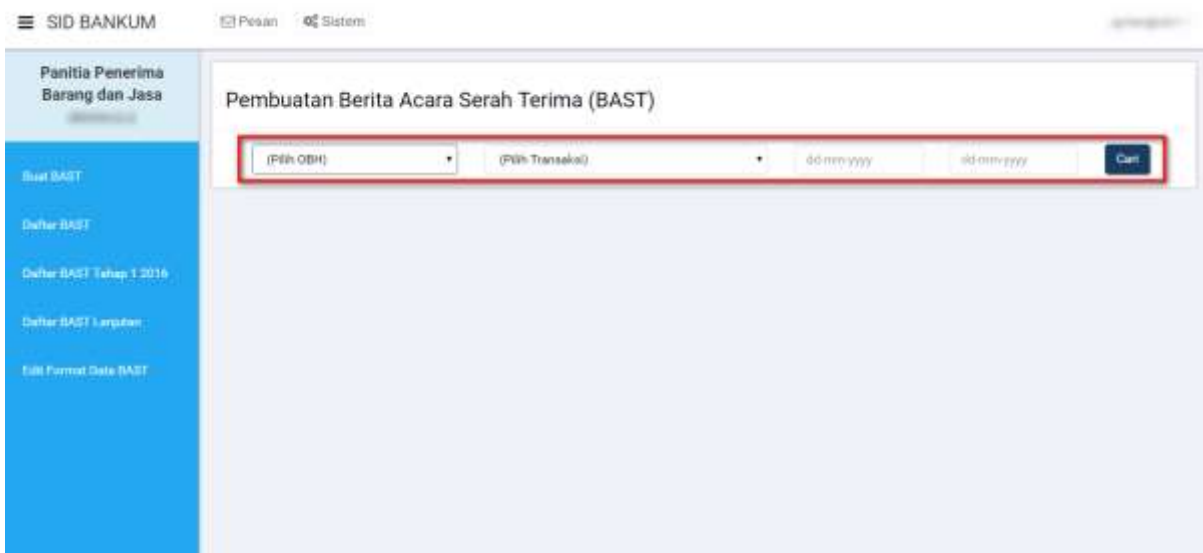 SID BANKUM
Pesan
Sistem
Panitia Penerima
Barang dan Jasa
Pembuatan Berita Acara Serah Terima (BAST)
(Pilih OBH)
(Pilih Transaksi)
dd-mm-yyyy
dd-mm-yyyy
Cari
Buat BAST
Daftar BAST
Daftar BAST Tahap 1 2016
Daftar BAST Lanjutan
Edit Format Data BAST